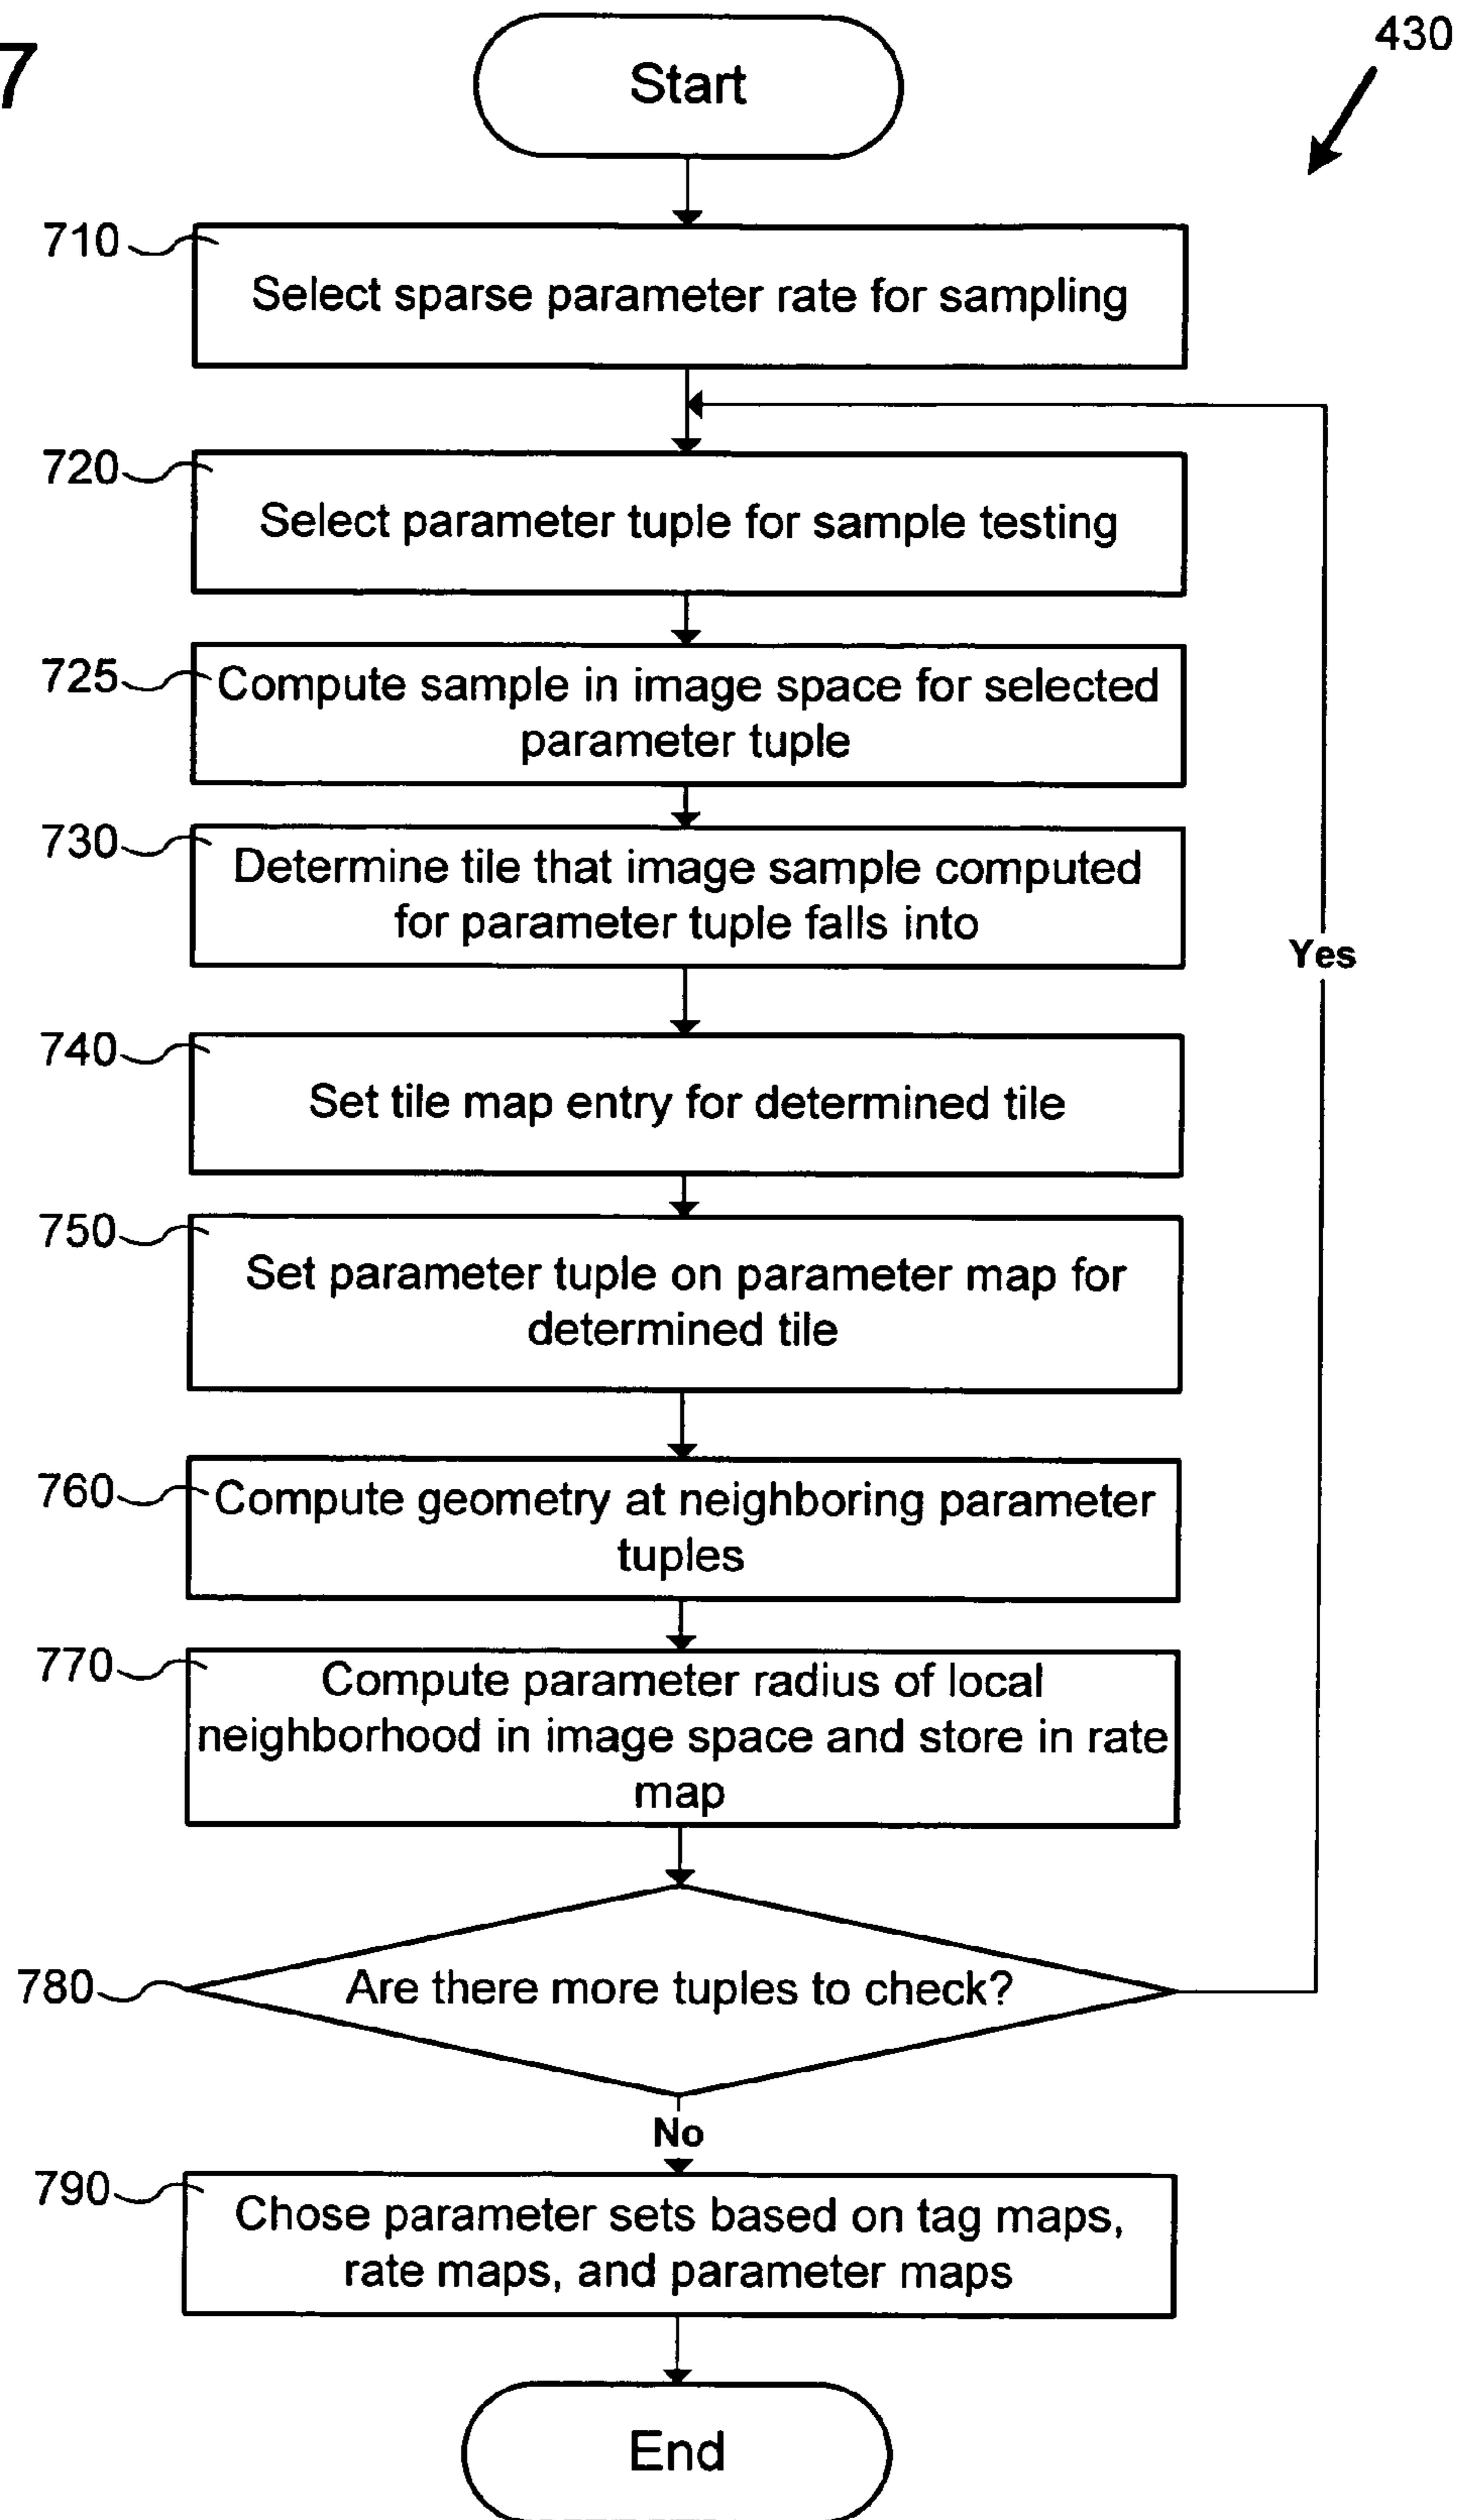 7
430
Start
710
Select sparse parameter rate for sampling
720
Select parameter tuple for sample testing
725
Compute sample in image space for selected
parameter tuple
730
Determine tile that image sample computed
for parameter tuple falls into
Yes
740
Set tile map entry for determined tile
750
Set parameter tuple on parameter map for
determined tile
760
Compute geometry at neighboring parameter
tuples
770
Compute parameter radius of local
neighborhood in image space and store in rate
map
780
Are there more tuples to check?
No
790
Chose parameter sets based on tag maps,
rate maps, and parameter maps
End